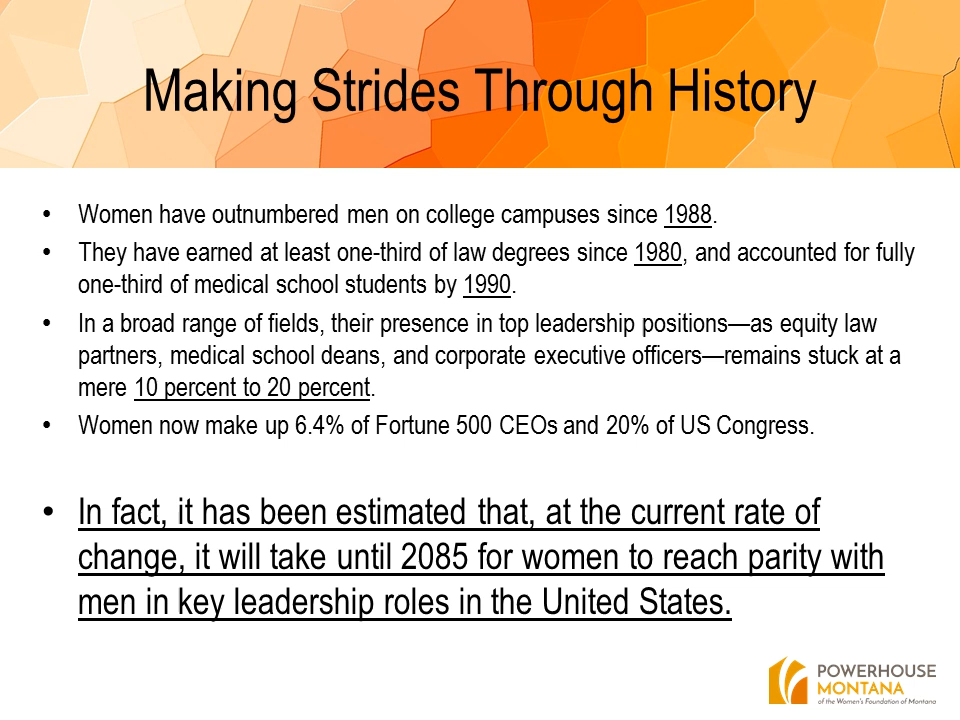 Making Strides Through History
• Women have outnumbered men on college campuses since 1988.
• They have earned at least one-third of law degrees since 1980, and accounted for fully
one-third of medical school students by 1990.
• In a broad range of fields, their presence in top leadership positions—as equity law
partners, medical school deans, and corporate executive officers—remains stuck at a
mere 10 percent to 20 percent.
• Women now make up 6.4% of Fortune 500 CEOs and 20% of US Congress.
• In fact, it has been estimated that, at the current rate of
change, it will take until 2085 for women to reach parity with
men in key leadership roles in the United States.
POWERHOUSE
MONTANA
of the Women's Foundation of Montana